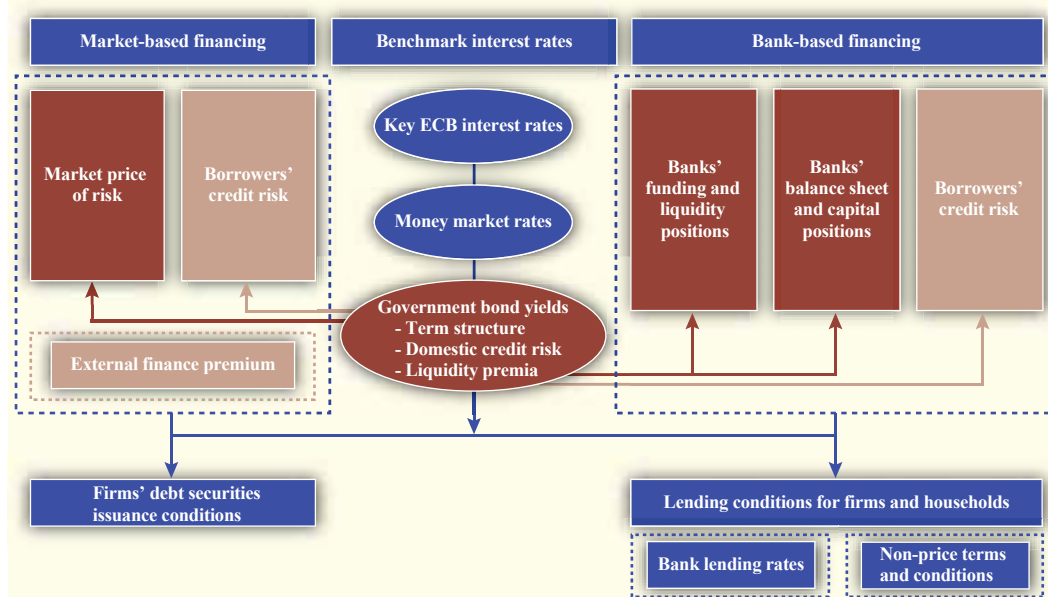 Market-based financing
Benchmark interest rates
Bank-based financing
Market price
of risk
Borrowers’
credit risk
Key ECB interest rates
Money market rates
Government bond yields
- Term structure
- Domestic credit risk
- Liquidity premia
Banks’
funding and
liquidity
positions
Banks’
balance sheet
and capital
positions
Borrowers’
credit risk
External finance premium
Firms’ debt securities
issuance conditions
Lending conditions for firms and households
Bank lending rates
Non-price terms
and conditions